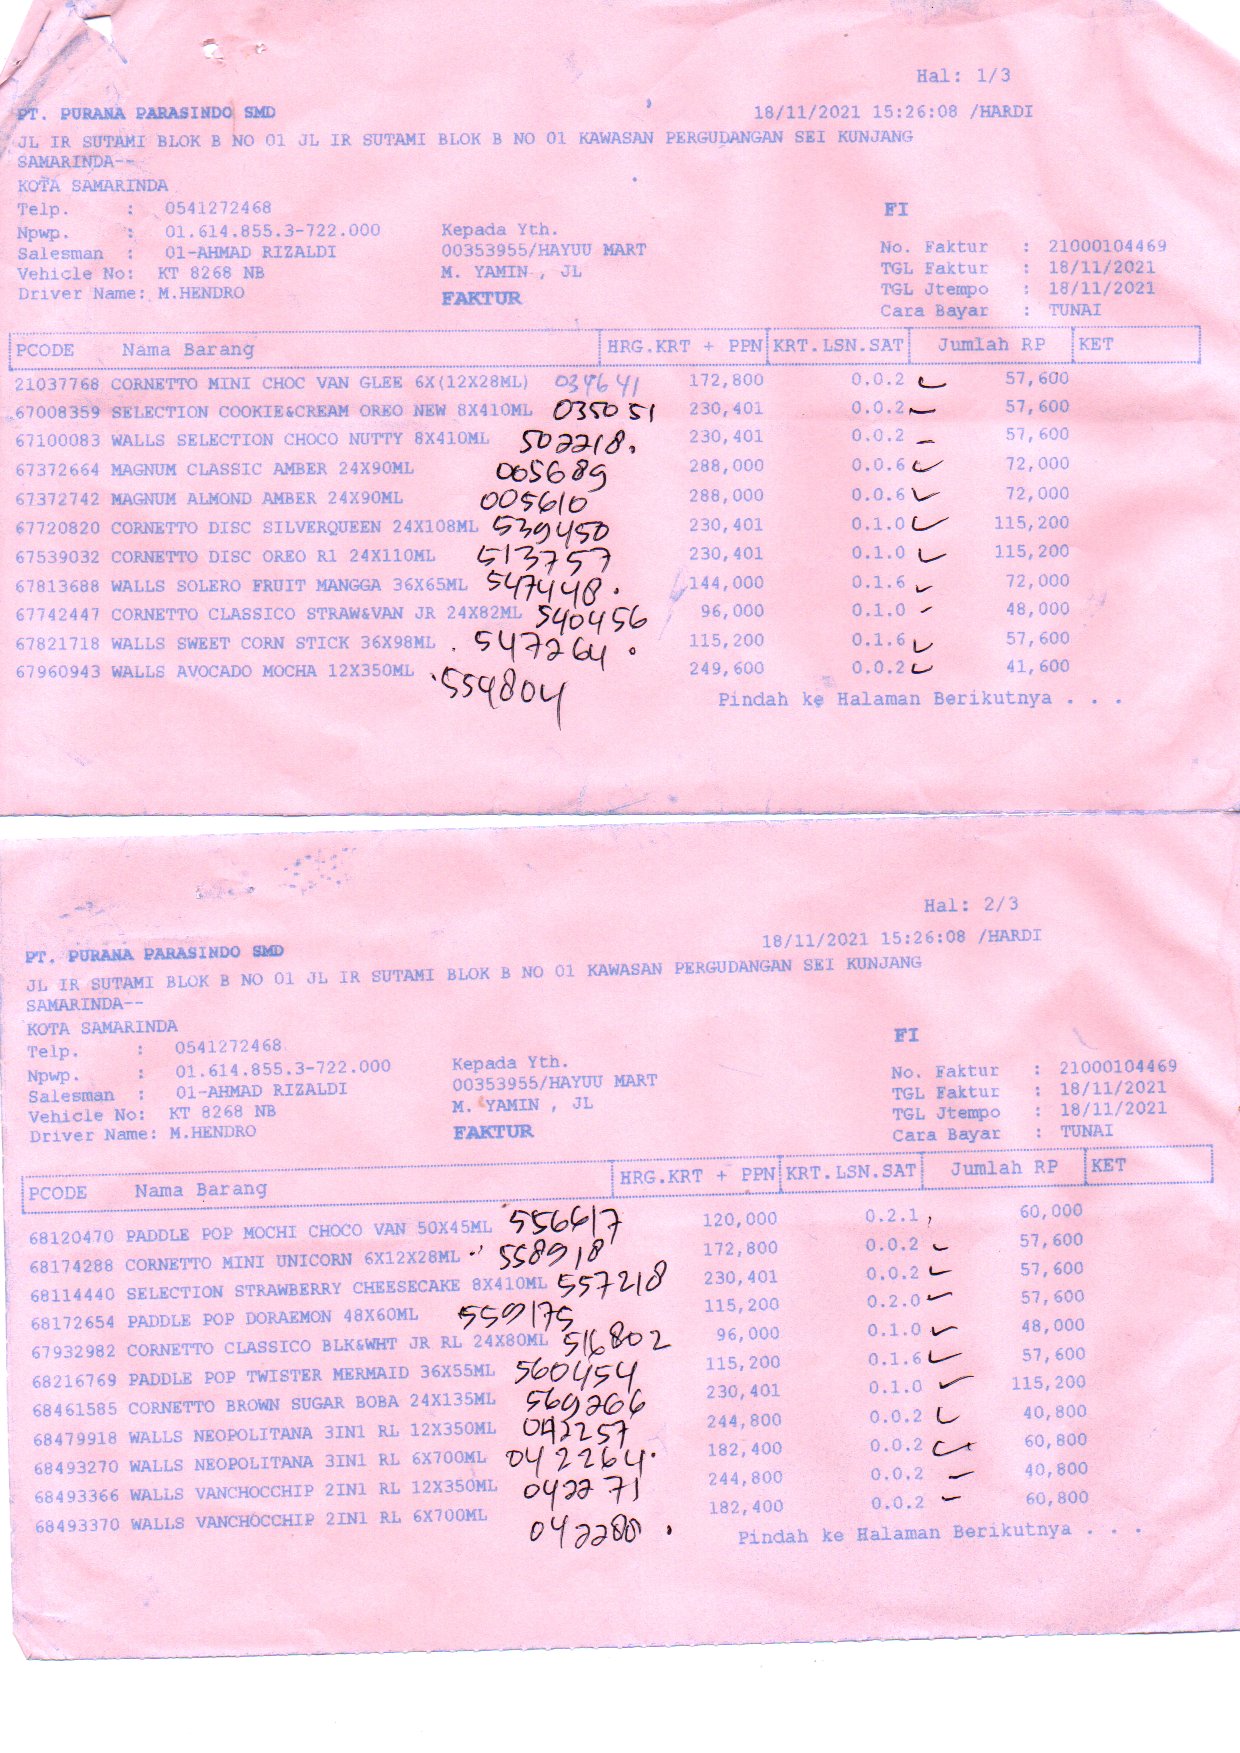 Hal: 1/3
PT. PURANA PARASINDO SMD 18/11/2021 15:26:08 /HARDI
JL IR SUTAMI BLOK B NO 01 JL IR SUTAMI BLOK B NO 01 KAWASAN PERGUDANGAN SEI KUNJANG
SAMARINDA--
KOTA SAMARINDA
Telp. : 0541272468 FI
Npwp. : 01.614.855.3-722.000 Kepada Yth.
Salesman : 01-AHMAD RIZALDI 00353955/HAYUU MART No. Faktur : 21000104469
Vehicle No: KT 8268 NB M. YAMIN , JL TGL Faktur : 18/11/2021
Driver Name: M.HENDRO FAKTUR TGL Jtempo : 18/11/2021
Cara Bayar : TUNAI
PCODE Nama Barang HRG.KRT + PPN KRT.LSN.SAT Jumlah RP KET
21037768 CORNETTO MINI CHOC VAN GLEE 6X(12X28ML) 034641 172,800 0.0.2 57,600
67008359 SELECTION COOKIE&CREAM OREO NEW 8X410ML 035051 230,401 0.0.2 57,600
67100083 WALLS SELECTION CHOCO NUTTY 8X410ML 502218. 230,401 0.0.2 57,600
67372664 MAGNUM CLASSIC AMBER 24X90ML 005689 288,000 0.0.6 72,000
67372742 MAGNUM ALMOND AMBER 24X90ML 005610 288,000 0.0.6 72,000
67720820 CORNETTO DISC SILVERQUEEN 24X108ML 539450 230,401 0.1.0 115,200
67539032 CORNETTO DISC OREO R1 24X110ML 513757 230,401 0.1.0 115,200
67813688 WALLS SOLERO FRUIT MANGGA 36X65ML 547448. 144,000 0.1.6 72,000
67742447 CORNETTO CLASSICO STRAW&VAN JR 24X82ML 540456 96,000 0.1.0 48,000
67821718 WALLS SWEET CORN STICK 36X98ML . 547264. 115,200 0.1.6 57,600
67960943 WALLS AVOCADO MOCHA 12X350ML .554804 249,600 0.0.2 41,600
Pindah ke Halaman Berikutnya . . .
Hal: 2/3
PT. PURANA PARASINDO SMD 18/11/2021 15:26:08 /HARDI
JL IR SUTAMI BLOK B NO 01 JL IR SUTAMI BLOK B NO 01 KAWASAN PERGUDANGAN SEI KUNJANG
SAMARINDA--
KOTA SAMARINDA
Telp. : 0541272468 FI
Npwp. : 01.614.855.3-722.000 Kepada Yth.
Salesman : 01-AHMAD RIZALDI 00353955/HAYUU MART No. Faktur : 21000104469
Vehicle No: KT 8268 NB M. YAMIN , JL TGL Faktur : 18/11/2021
Driver Name: M.HENDRO FAKTUR TGL Jtempo : 18/11/2021
Cara Bayar : TUNAI
PCODE Nama Barang HRG.KRT + PPN KRT.LSN.SAT Jumlah RP KET
68120470 PADDLE POP MOCHI CHOCO VAN 50X45ML 556617 120,000 0.2.1 60,000
68174288 CORNETTO MINI UNICORN 6X12X28ML 558918 172,800 0.0.2 57,600
68114440 SELECTION STRAWBERRY CHEESECAKE 8X410ML 557218 230,401 0.0.2 57,600
68172654 PADDLE POP DORAEMON 48X60ML 559175 115,200 0.2.0 57,600
67932982 CORNETTO CLASSICO BLK&WHT JR RL 24X80ML 516802 96,000 0.1.0 48,000
68216769 PADDLE POP TWISTER MERMAID 36X55ML 560454 115,200 0.1.6 57,600
68461585 CORNETTO BROWN SUGAR BOBA 24X135ML 569266 230,401 0.1.0 115,200
68479918 WALLS NEOPOLITANA 3IN1 RL 12X350ML 042257 244,800 0.0.2 40,800
68493270 WALLS NEOPOLITANA 3IN1 RL 6X700ML 042264. 182,400 0.0.2 60,800
68493366 WALLS VANCHOCCHIP 2IN1 RL 12X350ML 042271 244,800 0.0.2 40,800
68493370 WALLS VANCHOCCHIP 2IN1 RL 6X700ML 042288 . 182,400 0.0.2 60,800
Pindah ke Halaman Berikutnya . . .